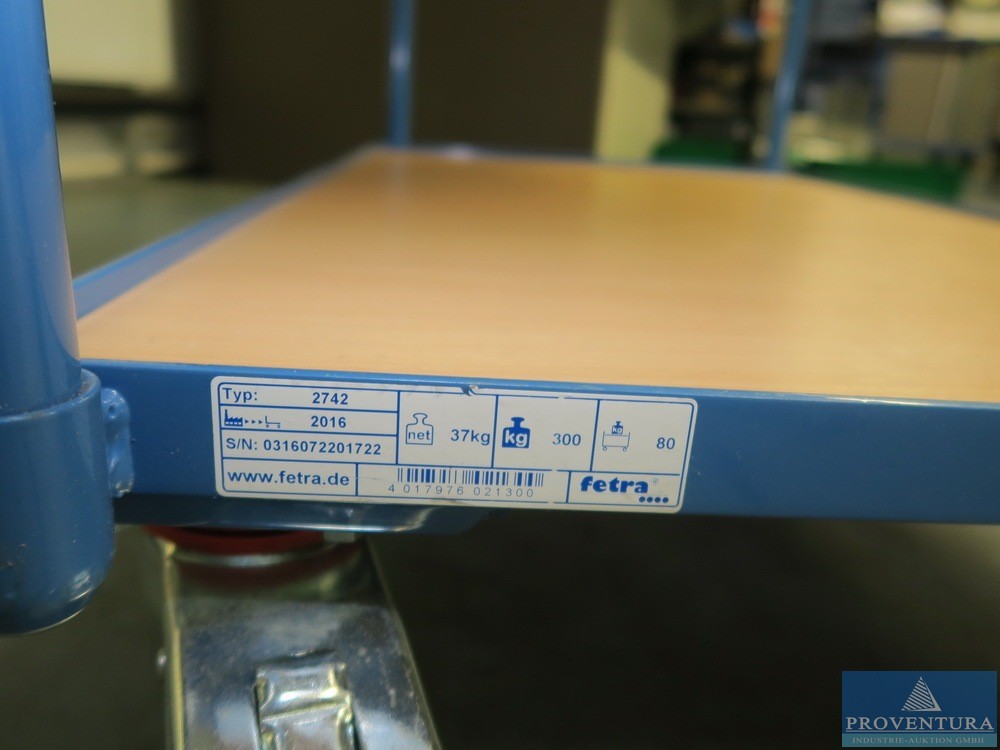 Typ: 2742
2016
S/N: 0316072201722
net 37kg
kg 300
kg 80
www.fetra.de
4 017976 021300
fetra®
PROVENTURA
INDUSTRIE-AUKTION GMBH